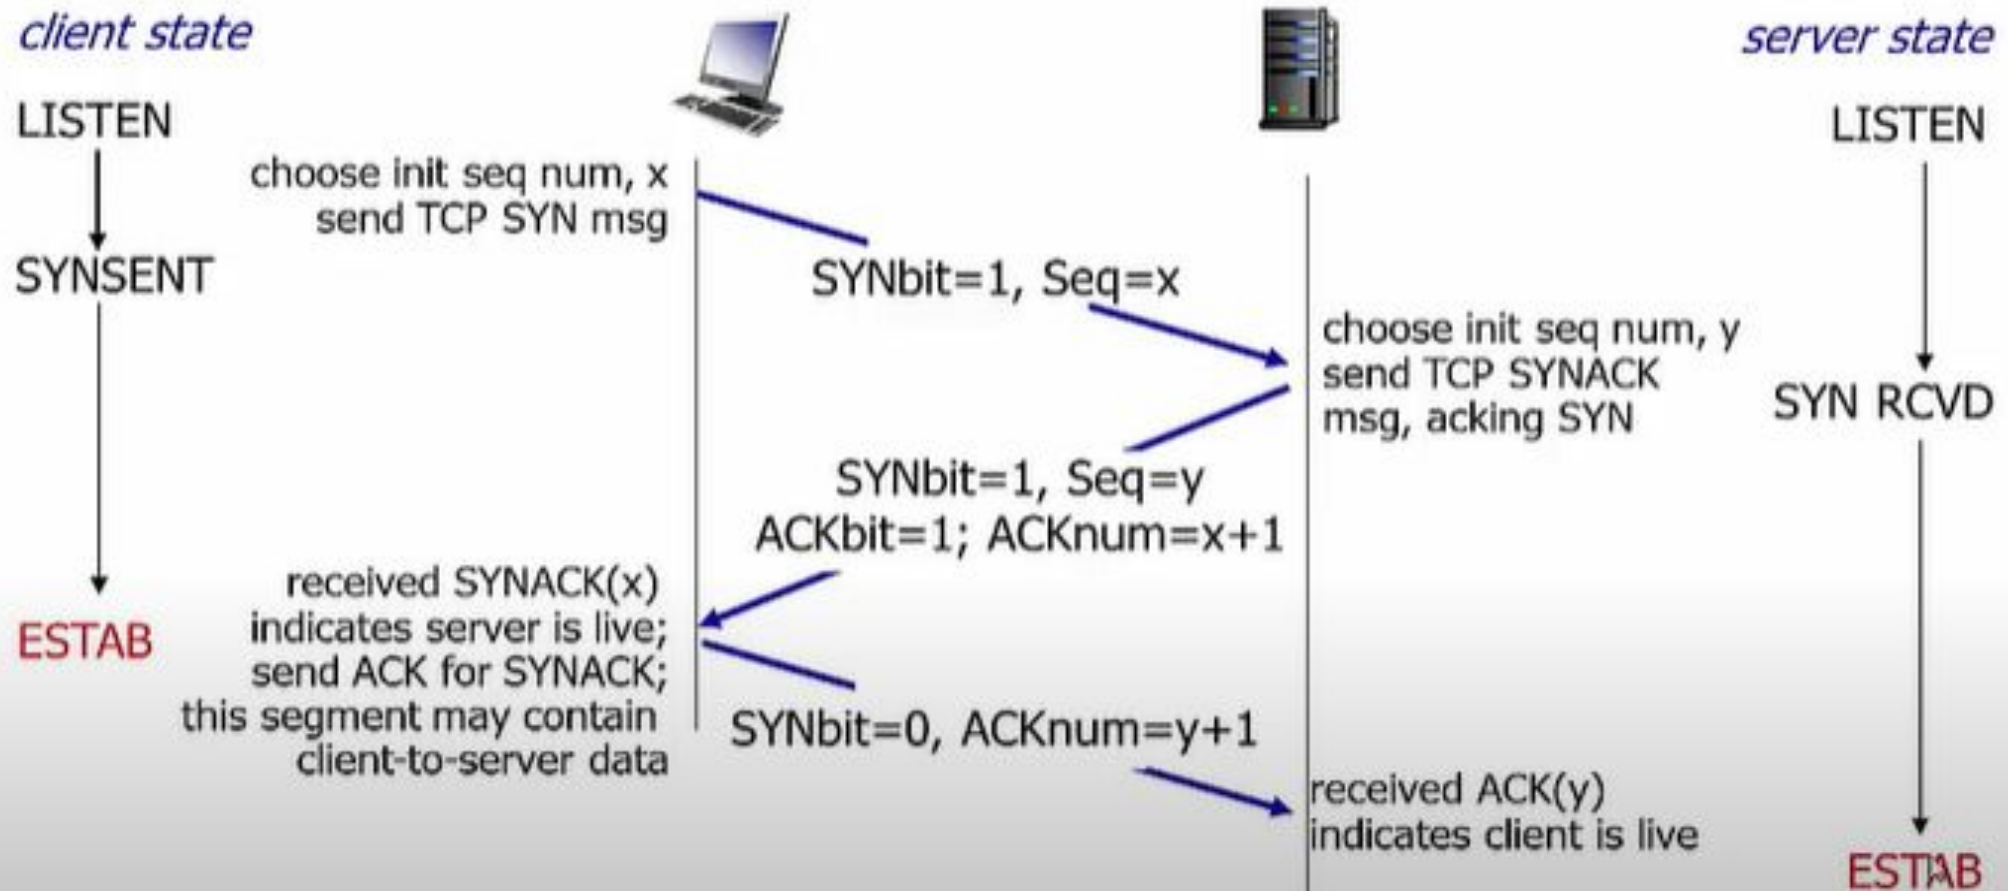 client state
server state
LISTEN
LISTEN
choose init seq num, x
send TCP SYN msg
SYNSENT
SYNbit=1, Seq=x
choose init seq num, y
send TCP SYNACK
msg, acking SYN
SYN RCVD
SYNbit=1, Seq=y
ACKbit=1; ACKnum=x+1
received SYNACK(x)
indicates server is live;
send ACK for SYNACK;
this segment may contain
client-to-server data
ESTAB
SYNbit=0, ACKnum=y+1
received ACK(y)
indicates client is live
ESTAB